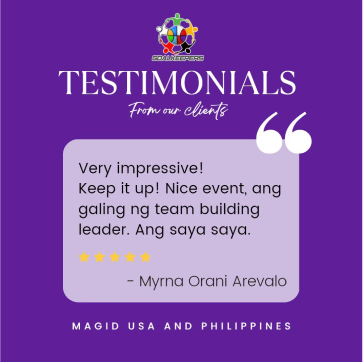 GOALKEEPERS
TESTIMONIALS
From our clients
Very impressive!
Keep it up! Nice event, ang
galing ng team building
leader. Ang saya saya.
- Myrna Orani Arevalo
MAGID USA AND PHILIPPINES